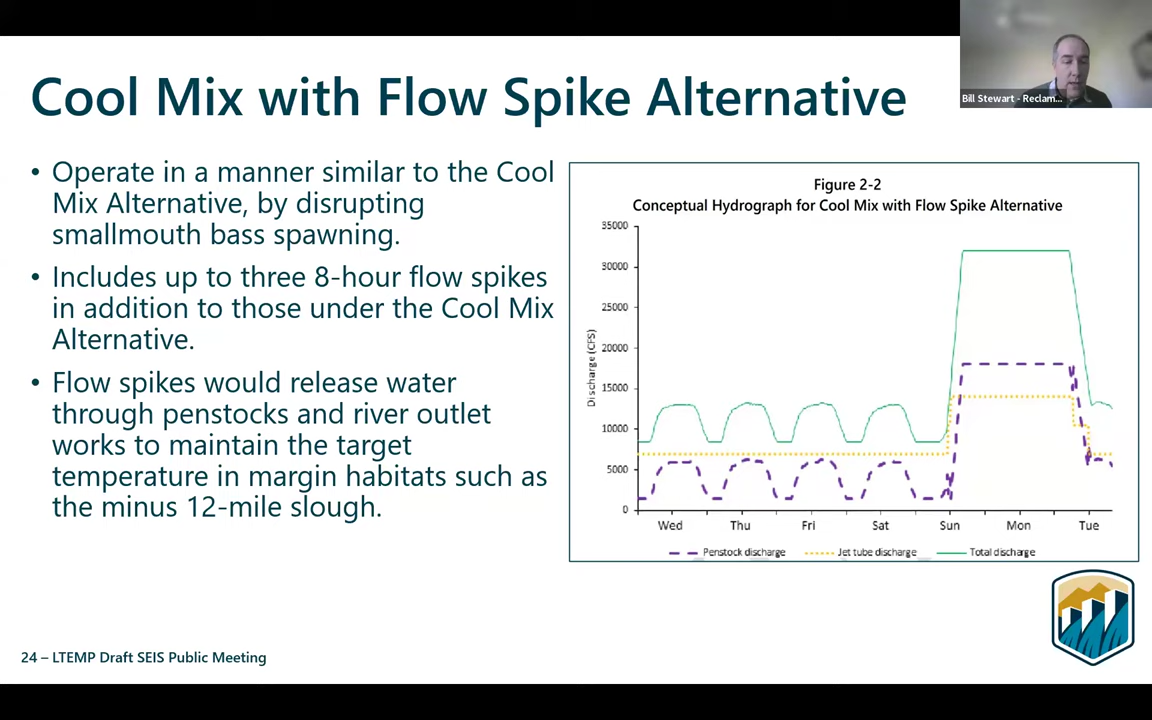 Cool Mix with Flow Spike Alternative
Bill Stewart - Reclam...
• Operate in a manner similar to the Cool
Mix Alternative, by disrupting
smallmouth bass spawning.
• Includes up to three 8-hour flow spikes
in addition to those under the Cool Mix
Alternative.
• Flow spikes would release water
through penstocks and river outlet
works to maintain the target
temperature in margin habitats such as
the minus 12-mile slough.
Figure 2-2
Conceptual Hydrograph for Cool Mix with Flow Spike Alternative
Discharge (CFS)
35000
30000
25000
20000
15000
10000
5000
0
Wed Thu Fri Sat Sun Mon Tue
Penstock discharge Jet tube discharge Total discharge
24 – LTEMP Draft SEIS Public Meeting